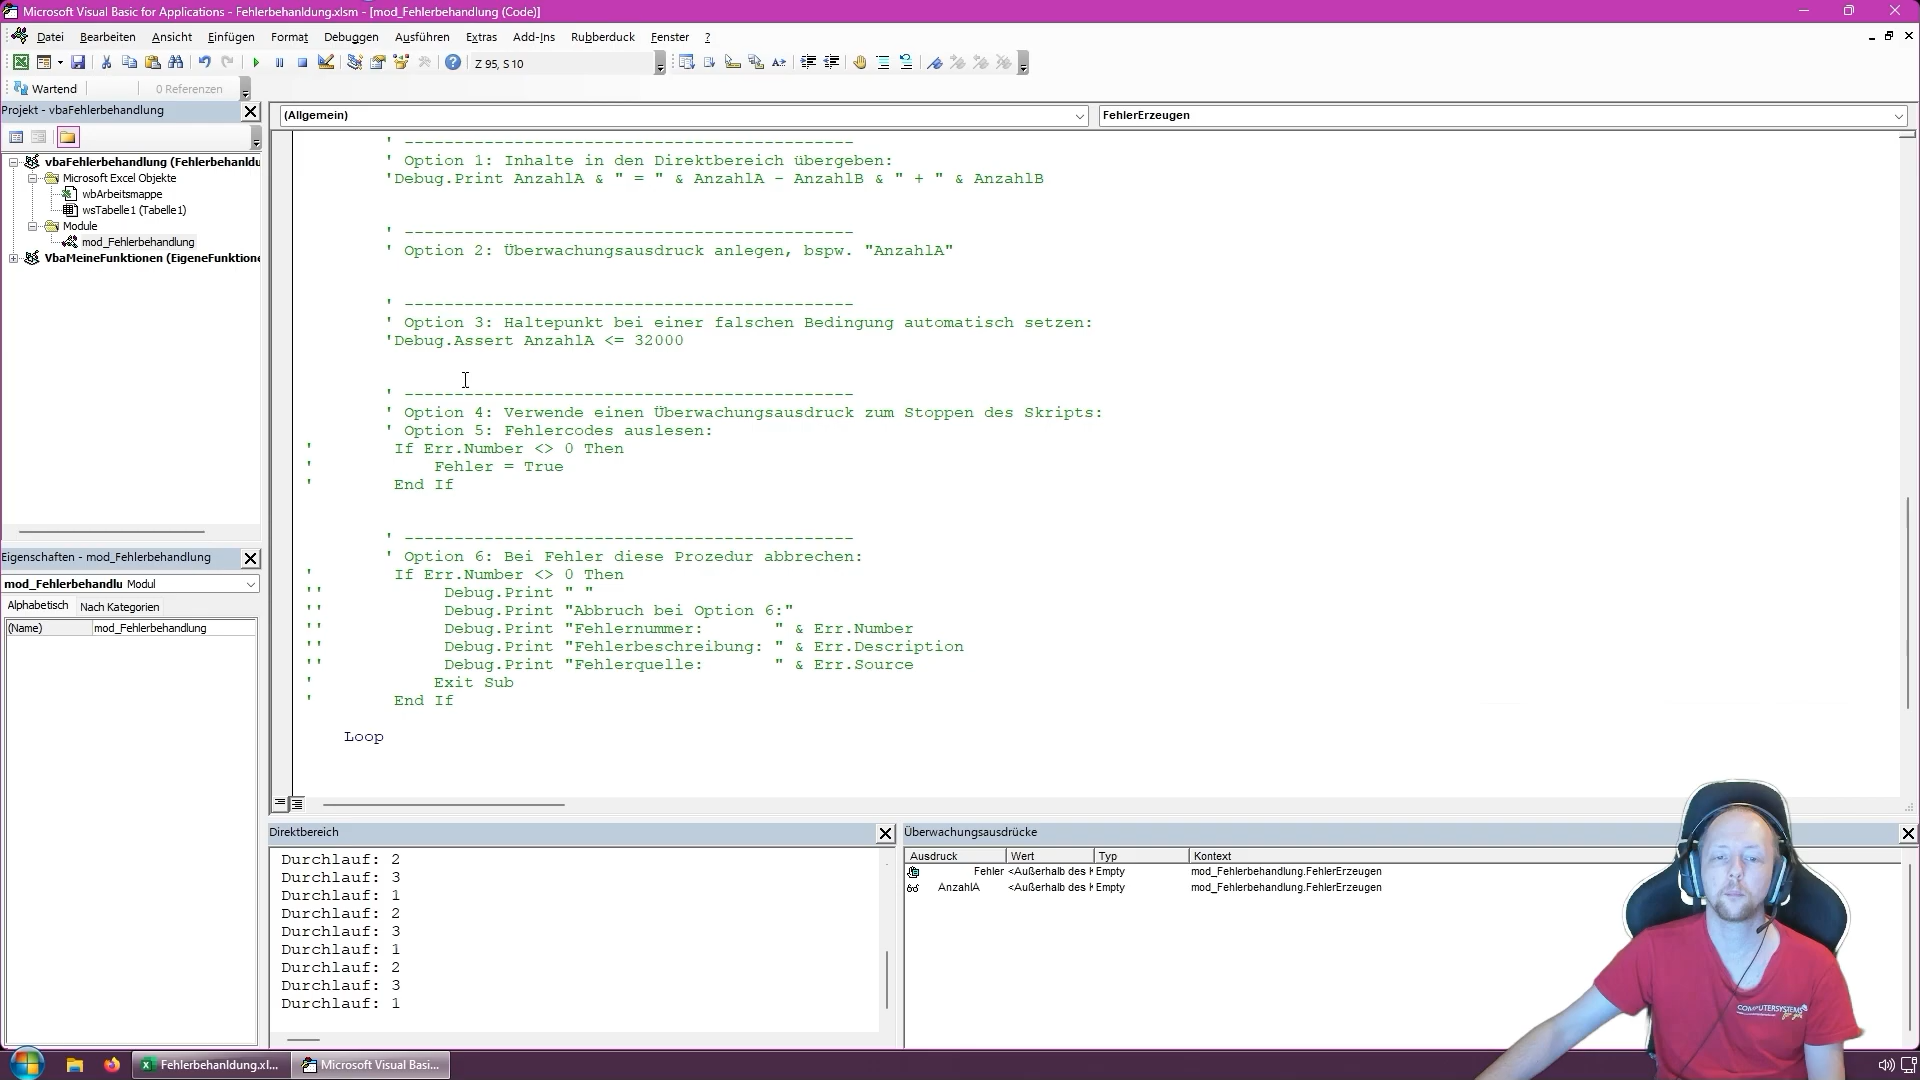 Microsoft Visual Basic for Applications - Fehlerbehanldung.xlsm - [mod_Fehlerbehandlung (Code)]
Datei Bearbeiten Ansicht Einfügen Format Debuggen Ausführen Extras Add-Ins Rubberduck Fenster ?
Z 95, S 10
Wartend 0 Referenzen
Projekt - vbaFehlerbehandlung
(Allgemein) FehlerErzeugen
vbaFehlerbehandlung (Fehlerbehanldu
Microsoft Excel Objekte
wbArbeitsmappe
wsTabelle1 (Tabelle1)
Module
mod_Fehlerbehandlung
VbaMeineFunktionen (EigeneFunktione
Eigenschaften - mod_Fehlerbehandlung
mod_Fehlerbehandlu Modul
Alphabetisch Nach Kategorien
(Name) mod_Fehlerbehandlung
' ---------------------------------------------
' Option 1: Inhalte in den Direktbereich übergeben:
'Debug.Print AnzahlA & " = " & AnzahlA - AnzahlB & " + " & AnzahlB
' ---------------------------------------------
' Option 2: Überwachungsausdruck anlegen, bspw. "AnzahlA"
' ---------------------------------------------
' Option 3: Haltepunkt bei einer falschen Bedingung automatisch setzen:
'Debug.Assert AnzahlA <= 32000
' ---------------------------------------------
' Option 4: Verwende einen Überwachungsausdruck zum Stoppen des Skripts:
' Option 5: Fehlercodes auslesen:
' If Err.Number <> 0 Then
' Fehler = True
' End If
' ---------------------------------------------
' Option 6: Bei Fehler diese Prozedur abbrechen:
' If Err.Number <> 0 Then
'' Debug.Print " "
'' Debug.Print "Abbruch bei Option 6:"
'' Debug.Print "Fehlernummer:       " & Err.Number
'' Debug.Print "Fehlerbeschreibung: " & Err.Description
'' Debug.Print "Fehlerquelle:       " & Err.Source
' Exit Sub
' End If
Loop
Direktbereich
Durchlauf: 2
Durchlauf: 3
Durchlauf: 1
Durchlauf: 2
Durchlauf: 3
Durchlauf: 1
Durchlauf: 2
Durchlauf: 3
Durchlauf: 1
Überwachungsausdrücke
Ausdruck Wert Typ Kontext
Fehler <Außerhalb des K Empty mod_Fehlerbehandlung.FehlerErzeugen
AnzahlA <Außerhalb des K Empty mod_Fehlerbehandlung.FehlerErzeugen
COMPUTERSYSTEMS
Fehlerbehanldung.xl... Microsoft Visual Basi...